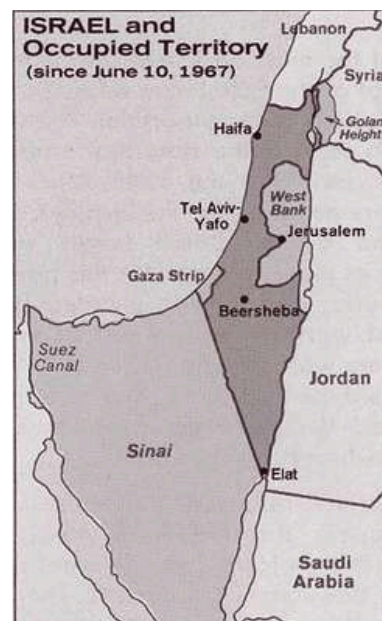 ISRAEL and
Occupied Territory
(since June 10, 1967)
Lebanon
Syria
Golan
Heights
Haifa
West
Bank
Tel Aviv-
Yafo
Jerusalem
Gaza Strip
Beersheba
Suez
Canal
Jordan
Sinai
Elat
Saudi
Arabia